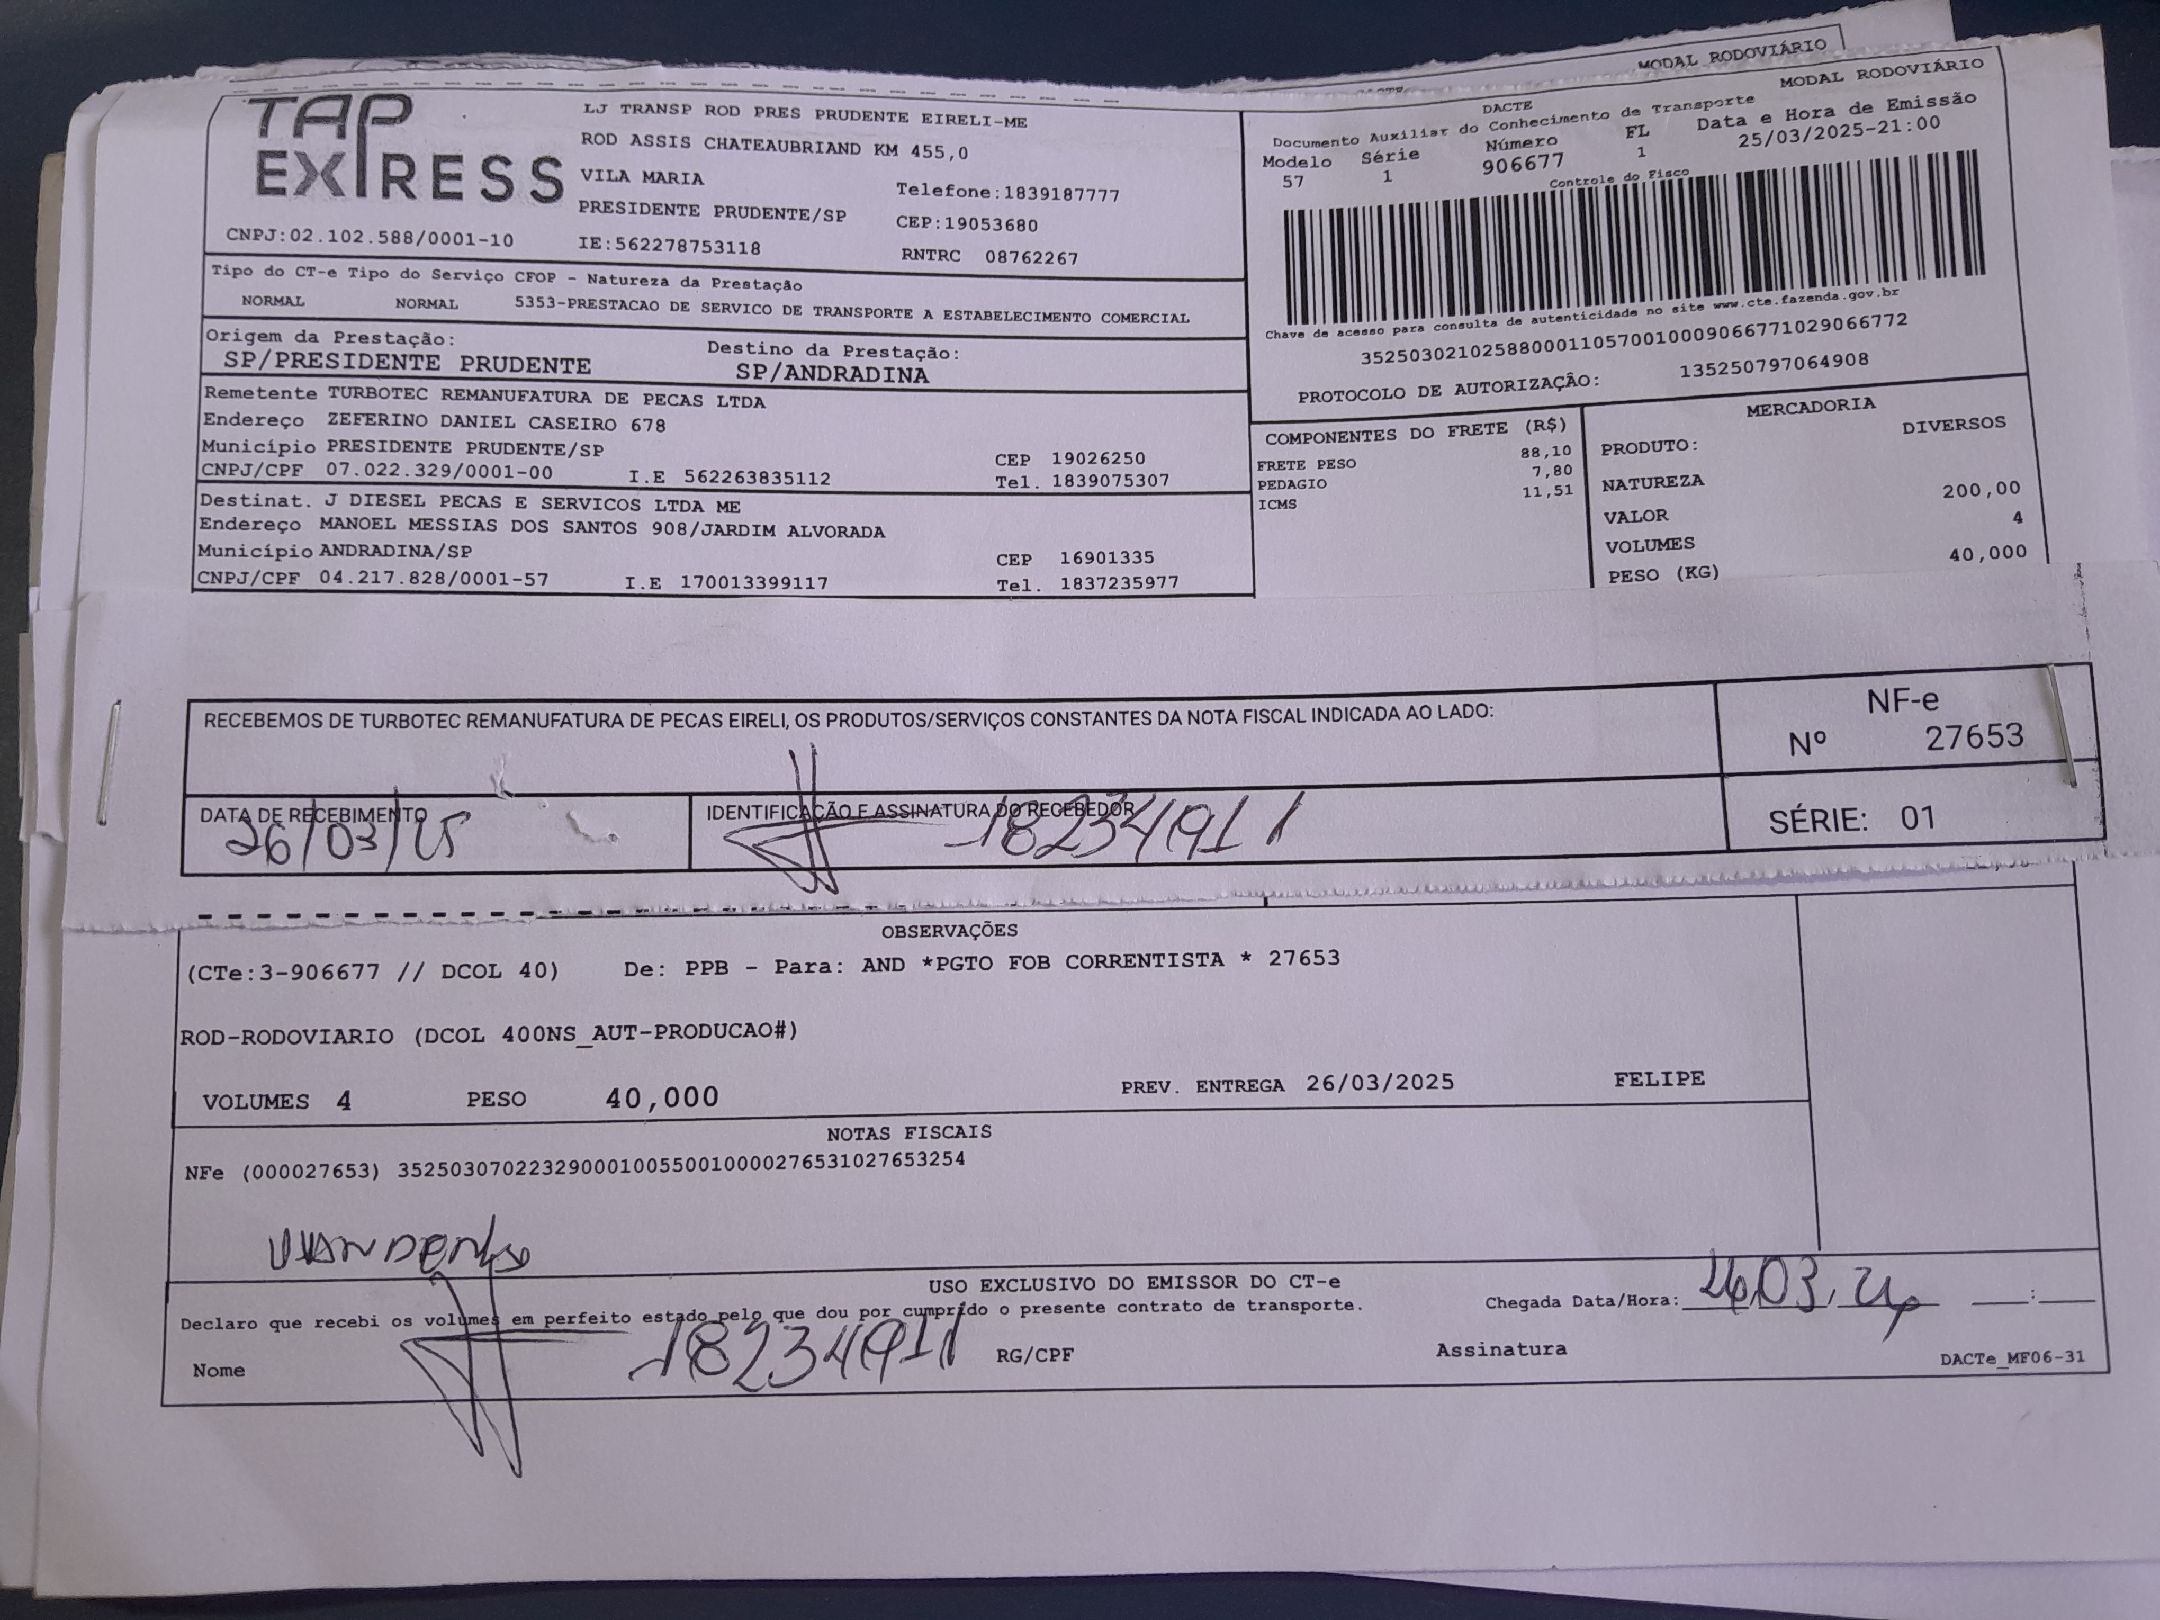 MODAL RODOVIÁRIO
TAP EXPRESS
CNPJ:02.102.588/0001-10
LJ TRANSP ROD PRES PRUDENTE EIRELI-ME
ROD ASSIS CHATEAUBRIAND KM 455,0
VILA MARIA
Telefone:1839187777
PRESIDENTE PRUDENTE/SP
CEP:19053680
IE:562278753118
RNTRC 08762267
DACTE
MODAL RODOVIÁRIO
Documento Auxiliar do Conhecimento de Transporte
Modelo Série Número FL Data e Hora de Emissão
57 1 906677 1 25/03/2025-21:00
Controle do Fisco
Chave de acesso para consulta de autenticidade no site www.cte.fazenda.gov.br
35250302102588000110570010009066771029066772
PROTOCOLO DE AUTORIZAÇÃO: 135250797064908
Tipo do CT-e Tipo do Serviço CFOP - Natureza da Prestação
NORMAL NORMAL 5353-PRESTACAO DE SERVICO DE TRANSPORTE A ESTABELECIMENTO COMERCIAL
Origem da Prestação:
SP/PRESIDENTE PRUDENTE
Destino da Prestação:
SP/ANDRADINA
Remetente TURBOTEC REMANUFATURA DE PECAS LTDA
Endereço ZEFERINO DANIEL CASEIRO 678
Município PRESIDENTE PRUDENTE/SP CEP 19026250
CNPJ/CPF 07.022.329/0001-00 I.E 562263835112 Tel. 1839075307
Destinat. J DIESEL PECAS E SERVICOS LTDA ME
Endereço MANOEL MESSIAS DOS SANTOS 908/JARDIM ALVORADA
Município ANDRADINA/SP CEP 16901335
CNPJ/CPF 04.217.828/0001-57 I.E 170013399117 Tel. 1837235977
COMPONENTES DO FRETE (R$)
FRETE PESO 88,10
PEDAGIO 7,80
ICMS 11,51
MERCADORIA
PRODUTO: DIVERSOS
NATUREZA
VALOR 200,00
VOLUMES 4
PESO (KG) 40,000
RECEBEMOS DE TURBOTEC REMANUFATURA DE PECAS EIRELI, OS PRODUTOS/SERVIÇOS CONSTANTES DA NOTA FISCAL INDICADA AO LADO:
NF-e
Nº 27653
SÉRIE: 01
DATA DE RECEBIMENTO
26/03/25
IDENTIFICAÇÃO E ASSINATURA DO RECEBEDOR
18234911
OBSERVAÇÕES
(CTe:3-906677 // DCOL 40) De: PPB - Para: AND *PGTO FOB CORRENTISTA * 27653
ROD-RODOVIARIO (DCOL 400NS_AUT-PRODUCAO#)
VOLUMES 4 PESO 40,000 PREV. ENTREGA 26/03/2025 FELIPE
NOTAS FISCAIS
NFe (000027653) 35250307022329000100550010000276531027653254
USO EXCLUSIVO DO EMISSOR DO CT-e
Declaro que recebi os volumes em perfeito estado pelo que dou por cumprido o presente contrato de transporte.
Chegada Data/Hora: : 
Nome 18234911 RG/CPF Assinatura
DACTe_MF06-31